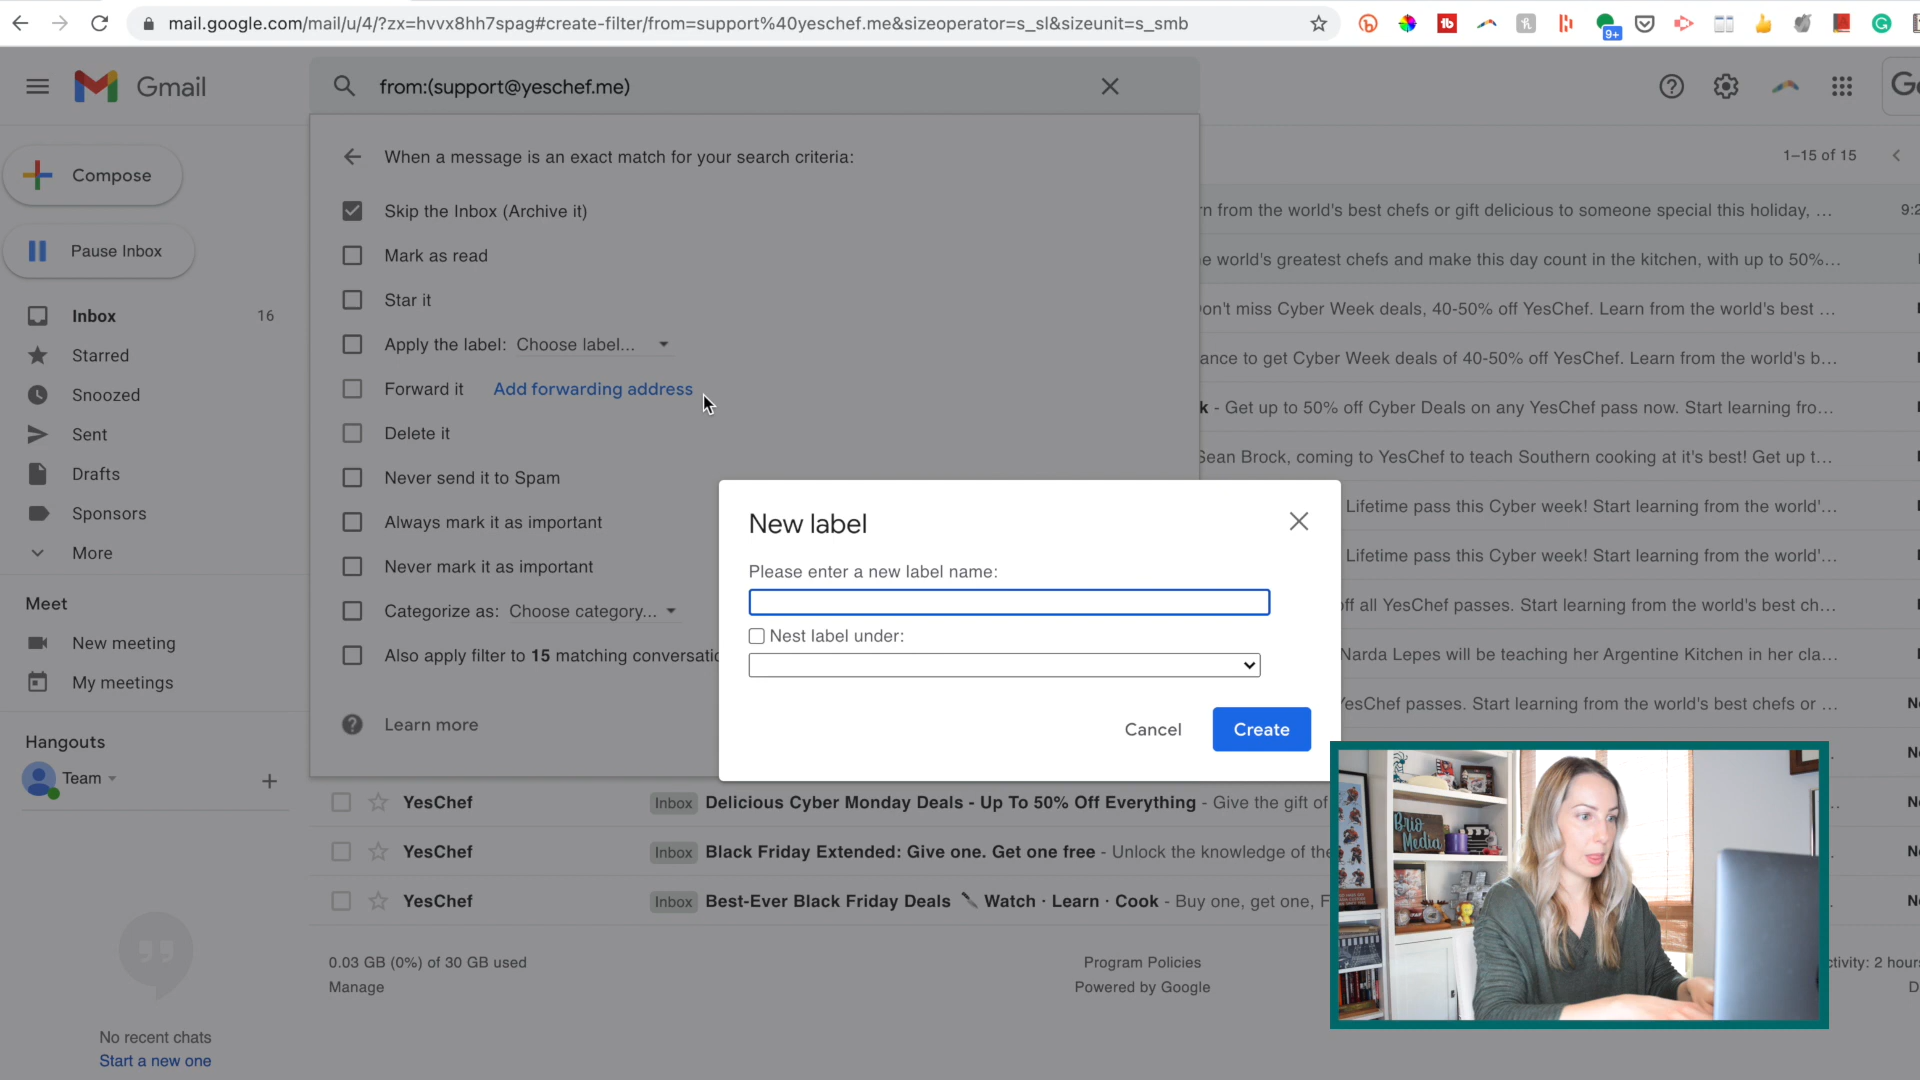 mail.google.com/mail/u/4/?zx=hvvx8hh7spag#create-filter/from=support%40yeschef.me&sizeoperator=s_sl&sizeunit=s_smb
9+
Gmail
from:(support@yeschef.me)
When a message is an exact match for your search criteria:
1–15 of 15
Compose
Skip the Inbox (Archive it)
from the world's best chefs or gift delicious to someone special this holiday, ...
Pause Inbox
Mark as read
world's greatest chefs and make this day count in the kitchen, with up to 50%...
Inbox 16
Star it
miss Cyber Week deals, 40-50% off YesChef. Learn from the world's best ...
Starred
Apply the label: Choose label...
to get Cyber Week deals of 40-50% off YesChef. Learn from the world's b...
Snoozed
Forward it Add forwarding address
- Get up to 50% off Cyber Deals on any YesChef pass now. Start learning fro...
Sent
Delete it
Sean Brock, coming to YesChef to teach Southern cooking at it's best! Get up t...
Drafts
Never send it to Spam
Sponsors
Always mark it as important
More
Never mark it as important
New label
Lifetime pass this Cyber week! Start learning from the world'...
Please enter a new label name:
Lifetime pass this Cyber week! Start learning from the world'...
Meet
Categorize as: Choose category...
all YesChef passes. Start learning from the world's best ch...
New meeting
Nest label under:
Also apply filter to 15 matching
Narda Lepes will be teaching her Argentine Kitchen in her cla...
My meetings
YesChef passes. Start learning from the world's best chefs or ...
Learn more
Cancel
Create
Hangouts
Team
YesChef Inbox Delicious Cyber Monday Deals - Up To 50% Off Everything - Give the gift of
YesChef Inbox Black Friday Extended: Give one. Get one free - Unlock the knowledge of the
YesChef Inbox Best-Ever Black Friday Deals 🔪 Watch · Learn · Cook - Buy one, get one,
Brio
Media
0.03 GB (0%) of 30 GB used
Manage
Program Policies
Powered by Google
2
No recent chats
Start a new one